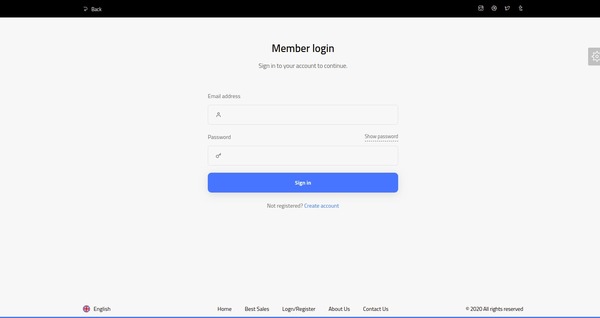 Back
Member login
Sign in to your account to continue.
Email address
Password Show password
Sign in
Not registered? Create account
English Home Best Sales Logn/Register About Us Contact Us © 2020 All rights reserved